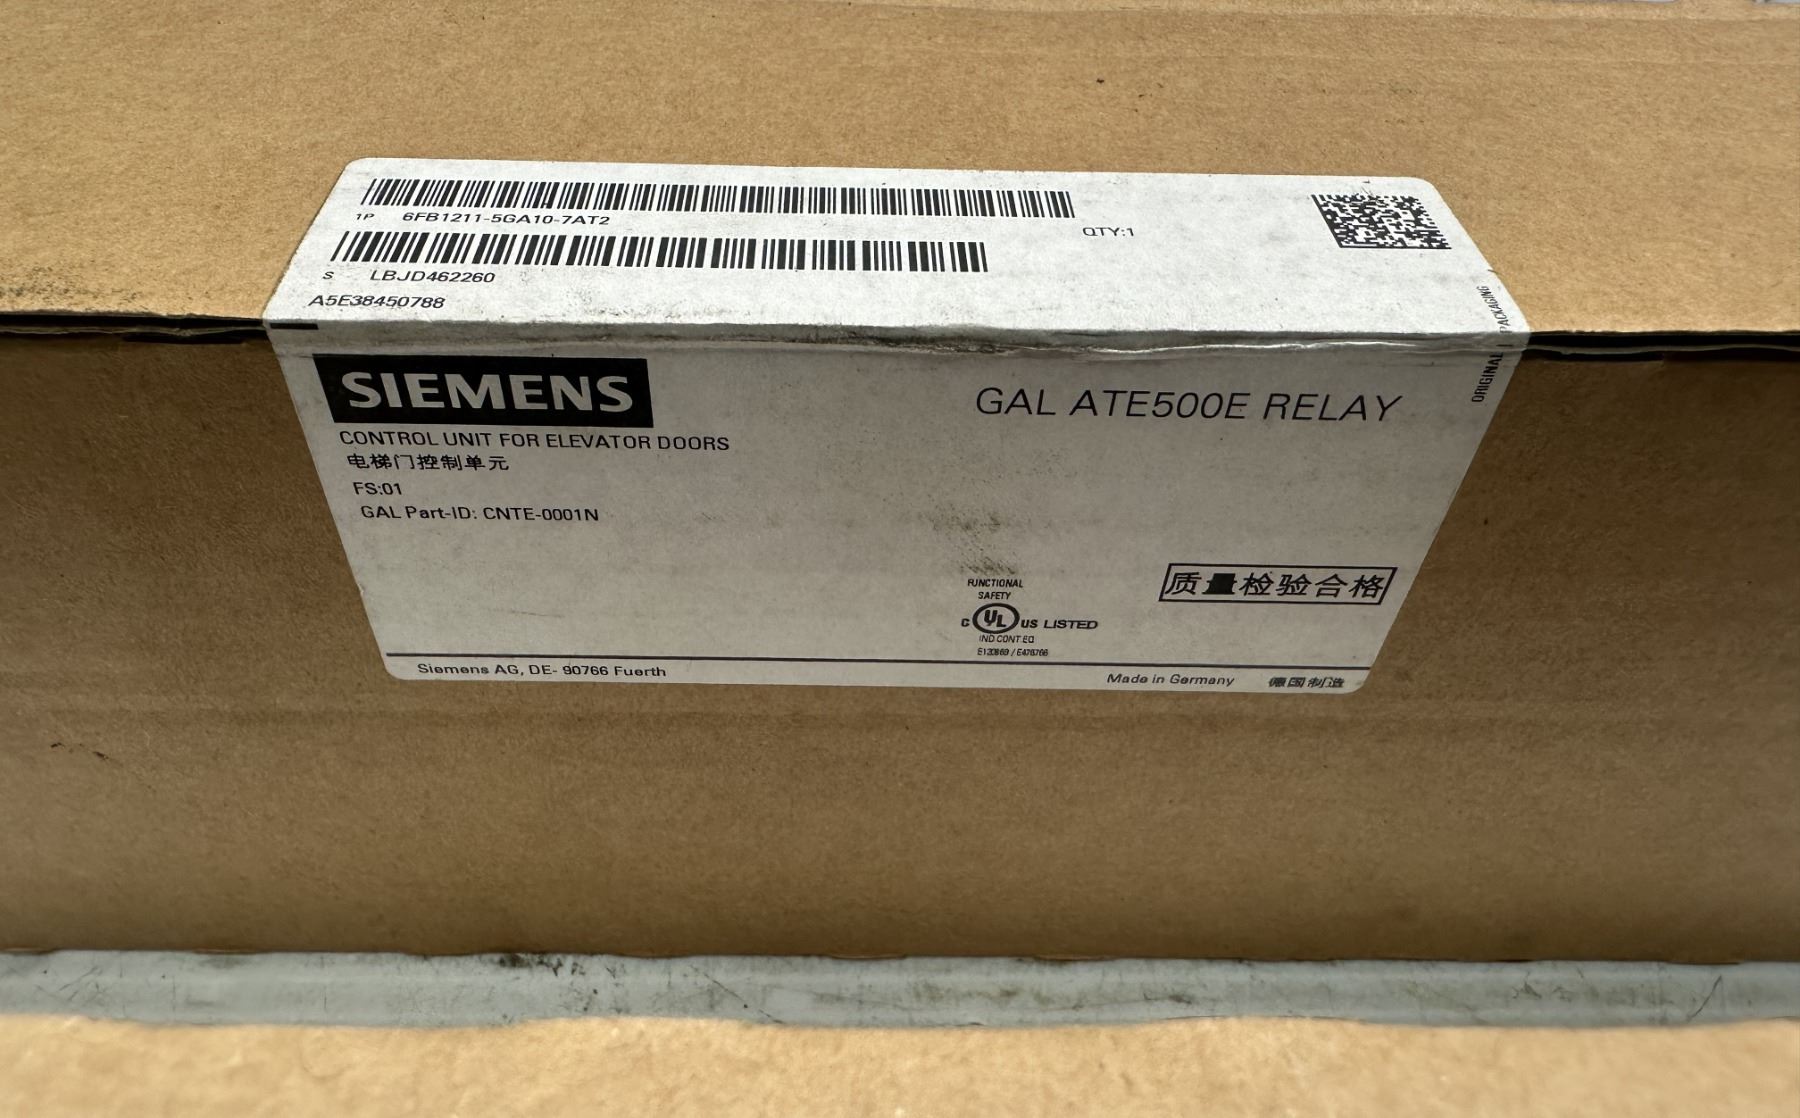 1P 6FB1211-5GA10-7AT2
QTY:1
S LBJD462260
A5E38450788
ORIGINAL PACKAGING
SIEMENS
GAL ATE500E RELAY
CONTROL UNIT FOR ELEVATOR DOORS
电梯门控制单元
FS:01
GAL Part-ID: CNTE-0001N
FUNCTIONAL
SAFETY
C UL US LISTED
IND CONT EQ
质量检验合格
Siemens AG, DE- 90766 Fuerth
Made in Germany 德国制造